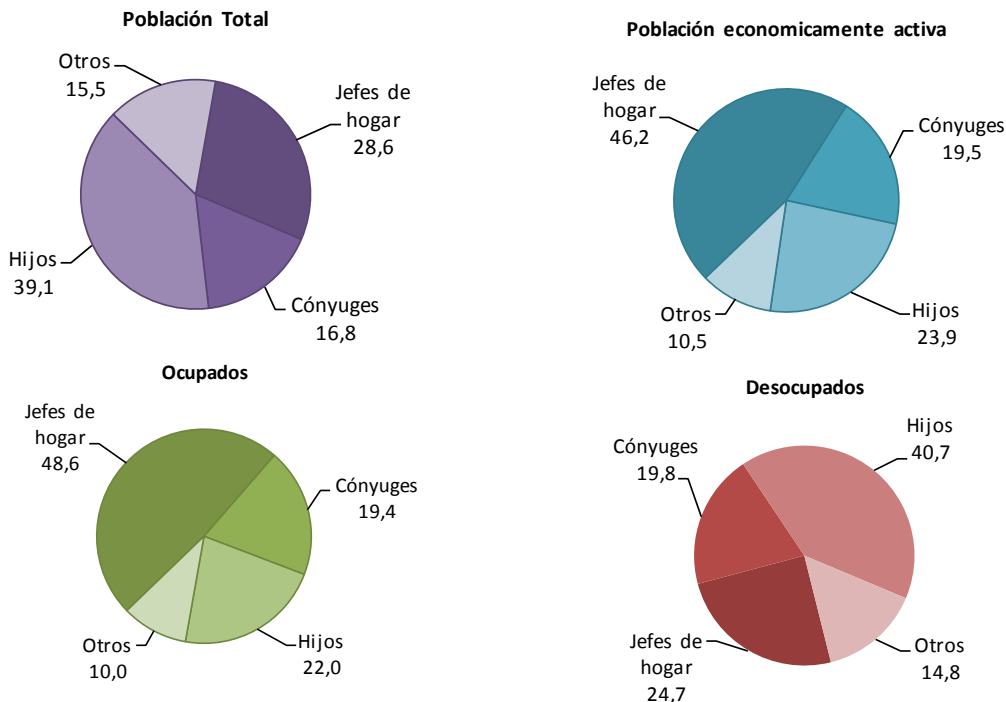 Población Total
Otros
15,5
Jefes de
hogar
28,6
Hijos
39,1
Cónyuges
16,8
Población economicamente activa
Jefes de
hogar
46,2
Cónyuges
19,5
Otros
10,5
Hijos
23,9
Ocupados
Jefes de
hogar
48,6
Cónyuges
19,4
Otros
10,0
Hijos
22,0
Desocupados
Hijos
40,7
Cónyuges
19,8
Jefes de
hogar
24,7
Otros
14,8